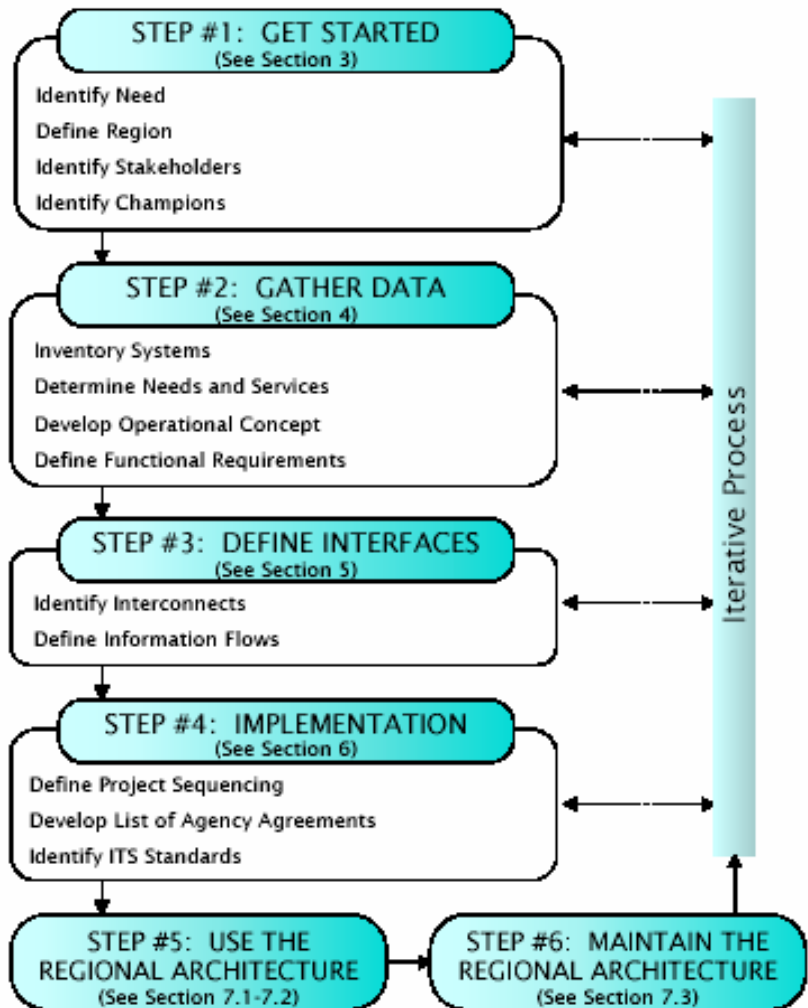 STEP #1: GET STARTED
(See Section 3)
Identify Need
Define Region
Identify Stakeholders
Identify Champions
STEP #2: GATHER DATA
(See Section 4)
Inventory Systems
Determine Needs and Services
Develop Operational Concept
Define Functional Requirements
STEP #3: DEFINE INTERFACES
(See Section 5)
Identify Interconnects
Define Information Flows
STEP #4: IMPLEMENTATION
(See Section 6)
Define Project Sequencing
Develop List of Agency Agreements
Identify ITS Standards
STEP #5: USE THE
REGIONAL ARCHITECTURE
(See Section 7.1-7.2)
STEP #6: MAINTAIN THE
REGIONAL ARCHITECTURE
(See Section 7.3)
Iterative Process